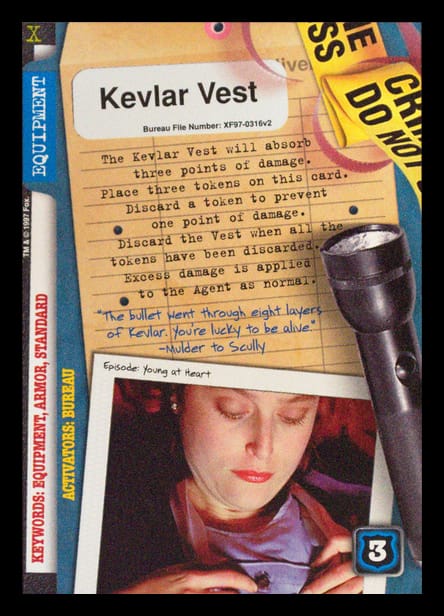 X
EQUIPMENT
TM & © 1997 Fox.
KEYWORDS: EQUIPMENT, ARMOR, STANDARD
ACTIVATORS: BUREAU
Kevlar Vest
Bureau File Number: XF97-0316v2
The Kevlar Vest will absorb
three points of damage.
Place three tokens on this card.
Discard a token to prevent
one point of damage.
Discard the Vest when all the
tokens have been discarded.
Excess damage is applied
to the Agent as normal.
"The bullet went through eight layers
of Kevlar. You're lucky to be alive."
-Mulder to Scully
Episode: Young at Heart
3
DO NOT